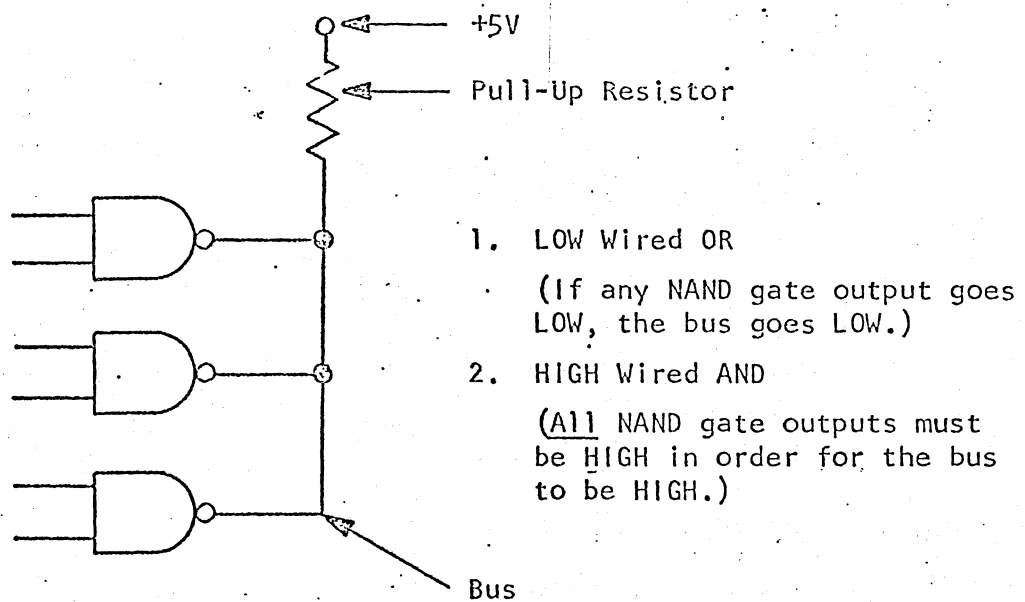 +5V
Pull-Up Resistor
1. LOW Wired OR
(If any NAND gate output goes
LOW, the bus goes LOW.)
2. HIGH Wired AND
(All NAND gate outputs must
be HIGH in order for the bus
to be HIGH.)
Bus